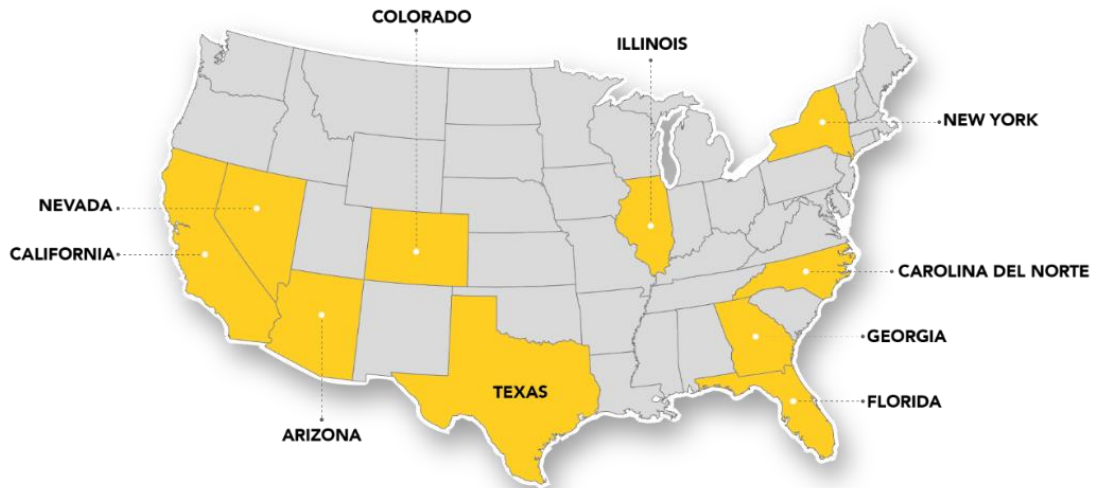 COLORADO
ILLINOIS
NEW YORK
NEVADA
CALIFORNIA
CAROLINA DEL NORTE
GEORGIA
TEXAS
FLORIDA
ARIZONA